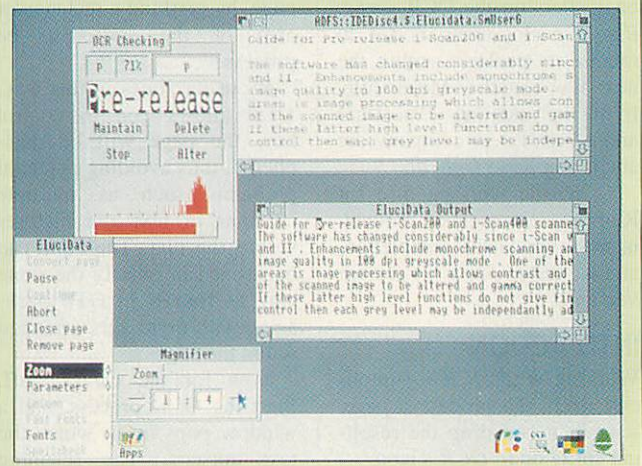 OCR Checking
p 71% p
Pre-release
Maintain Delete
Stop Alter
ADFS::IDEDisc4.$.Elucidata.SmUserG
Guide for Pre-release i-Scan200 and i-Scan
The software has changed considerably sinc
and II. Enhancements include monochrome s
image quality in 100 dpi greyscale mode.
areas is image processing which allows con
of the scanned image to be altered and gam
If these latter high level functions do no
control then each grey level may be indepe
EluciData Output
Guide for Pre-release i-Scan200 and i-Scan400 scanne
The software has changed considerably since i-Scan V
and II. Enhancements include monochrome scanning an
image quality in 100 dpi greyscale mode . One of the
areas is inage proceseing which allows contrast and
of the scanned image to be altered and gamma correct
If these latter high level functions do not give fin
control then each grey level may be independantly ad
EluciData
Convert page
Pause
Continue
Abort
Close page
Remove page
Zoom
Parameters
Fonts
Spellcheck
Magnifier
Zoom
1 : 4
Apps